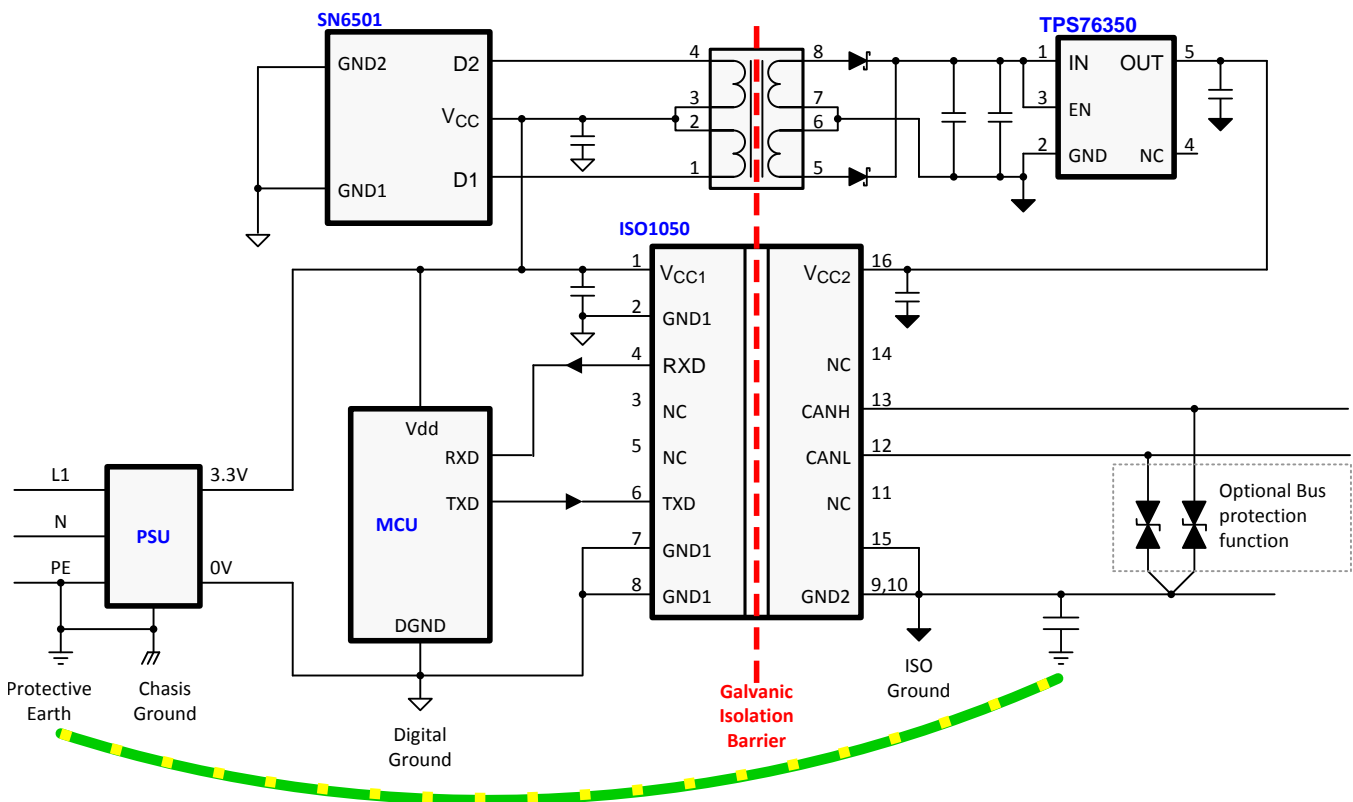 SN6501
GND2
D2
VCC
GND1
D1
4
3
2
1
8
7
6
5
TPS76350
1
IN
OUT
5
3
EN
2
GND
NC
4
ISO1050
1
VCC1
2
GND1
4
RXD
3
NC
5
NC
6
TXD
7
GND1
8
GND1
VCC2
16
NC
14
CANH
13
CANL
12
NC
11
15
GND2
9,10
Vdd
RXD
TXD
MCU
DGND
L1
N
PE
PSU
3.3V
0V
Optional Bus
protection
function
Protective
Earth
Chasis
Ground
Digital
Ground
Galvanic
Isolation
Barrier
ISO
Ground